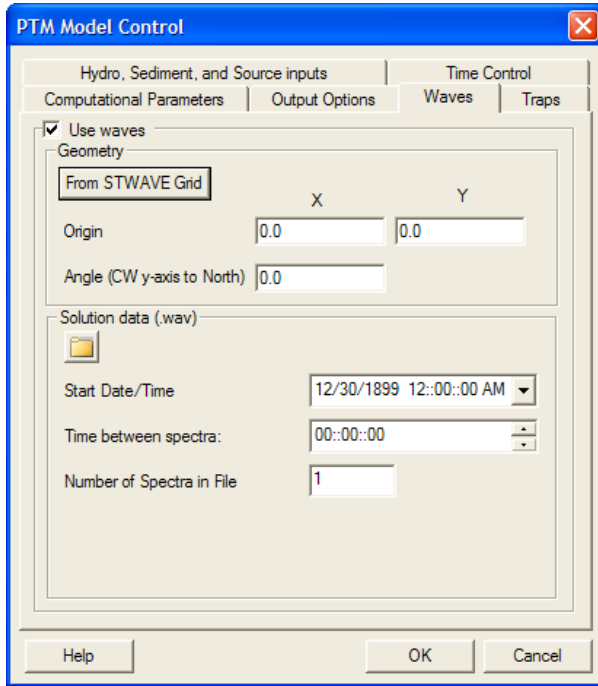 PTM Model Control
Hydro, Sediment, and Source inputs Time Control
Computational Parameters Output Options Waves Traps
Use waves
Geometry
From STWAVE Grid
X Y
Origin 0.0 0.0
Angle (CW y-axis to North) 0.0
Solution data (.wav)
Start Date/Time 12/30/1899 12::00::00 AM
Time between spectra: 00::00::00
Number of Spectra in File 1
Help OK Cancel